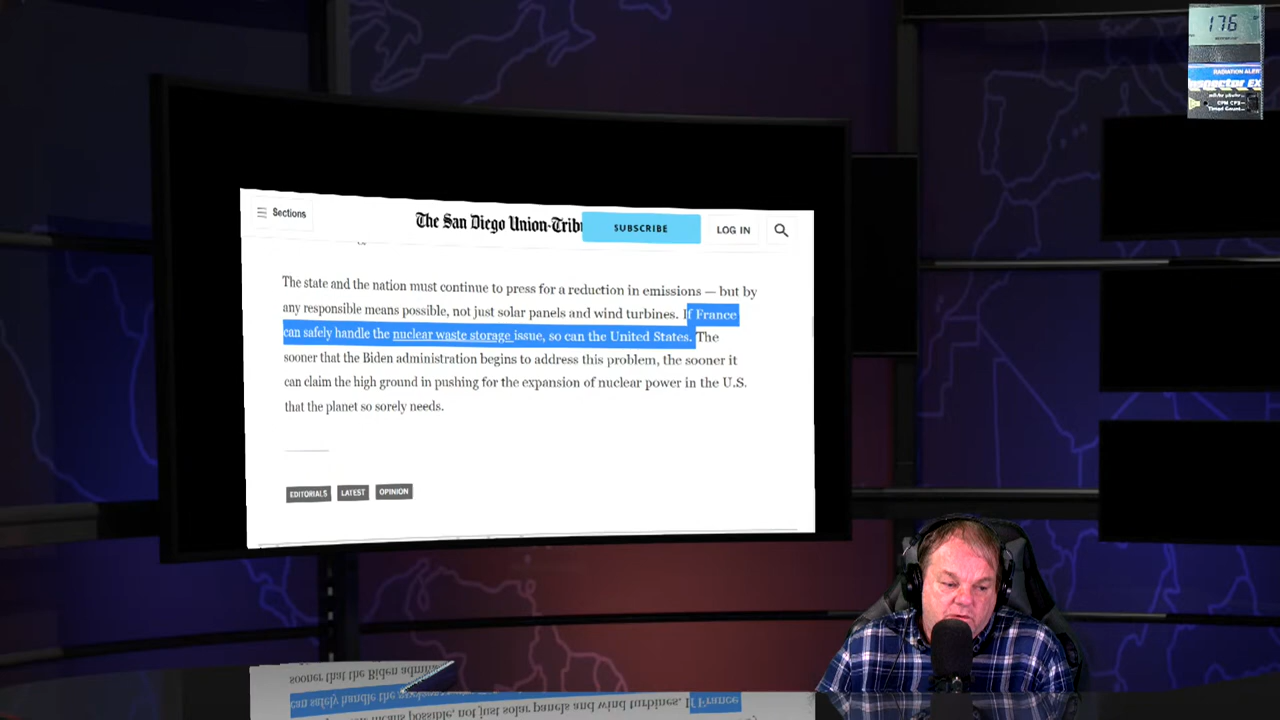 176
RADIATION ALERT
Sections
The San Diego Union-Trib
SUBSCRIBE
LOG IN
The state and the nation must continue to press for a reduction in emissions — but by
any responsible means possible, not just solar panels and wind turbines. If France
can safely handle the nuclear waste storage issue, so can the United States. The
sooner that the Biden administration begins to address this problem, the sooner it
can claim the high ground in pushing for the expansion of nuclear power in the U.S.
that the planet so sorely needs.
EDITORIALS
LATEST
OPINION